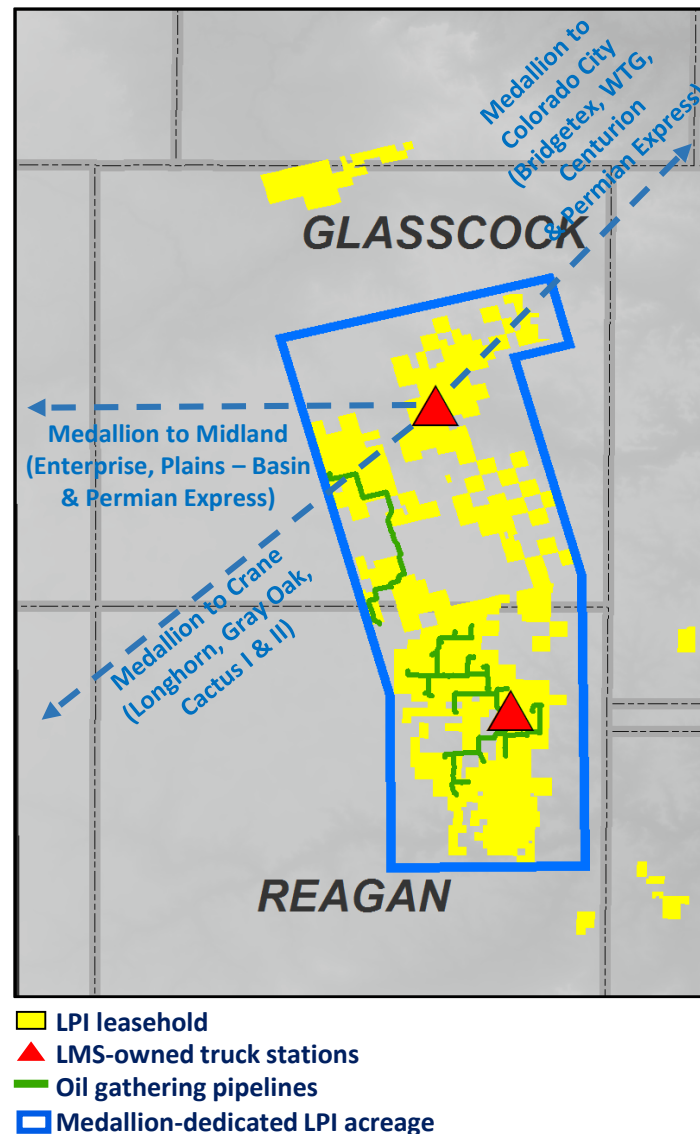 Medallion to
Colorado City
(Bridgetex, WTG,
Centurion
& Permian Express)
GLASSCOCK
Medallion to Midland
(Enterprise, Plains – Basin
& Permian Express)
Medallion to Crane
(Longhorn, Gray Oak,
Cactus I & II)
REAGAN
LPI leasehold
LMS-owned truck stations
Oil gathering pipelines
Medallion-dedicated LPI acreage